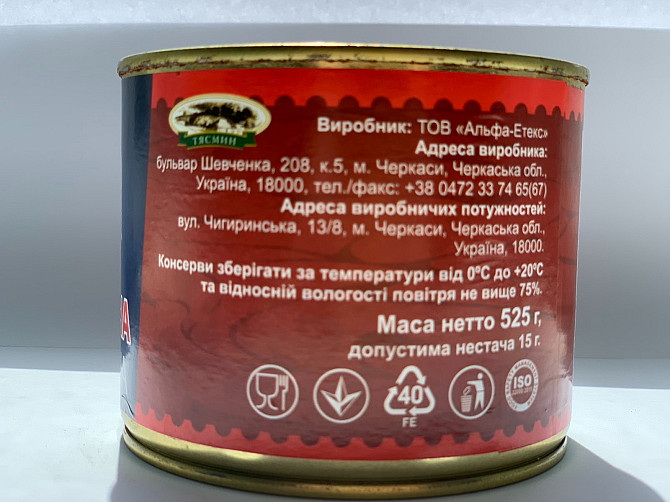 ТЯСМИН
Виробник: ТОВ «Альфа-Етекс»
Адреса виробника:
бульвар Шевченка, 208, к.5, м. Черкаси, Черкаська обл.,
Україна, 18000, тел./факс: +38 0472 33 74 65(67)
Адреса виробничих потужностей:
вул. Чигиринська, 13/8, м. Черкаси, Черкаська обл.,
Україна, 18000.
Консерви зберігати за температури від 0ºС до +20ºС
та відносній вологості повітря не вище 75%.
НА
Маса нетто 525 г,
допустима нестача 15 г.
40
FE
ISO